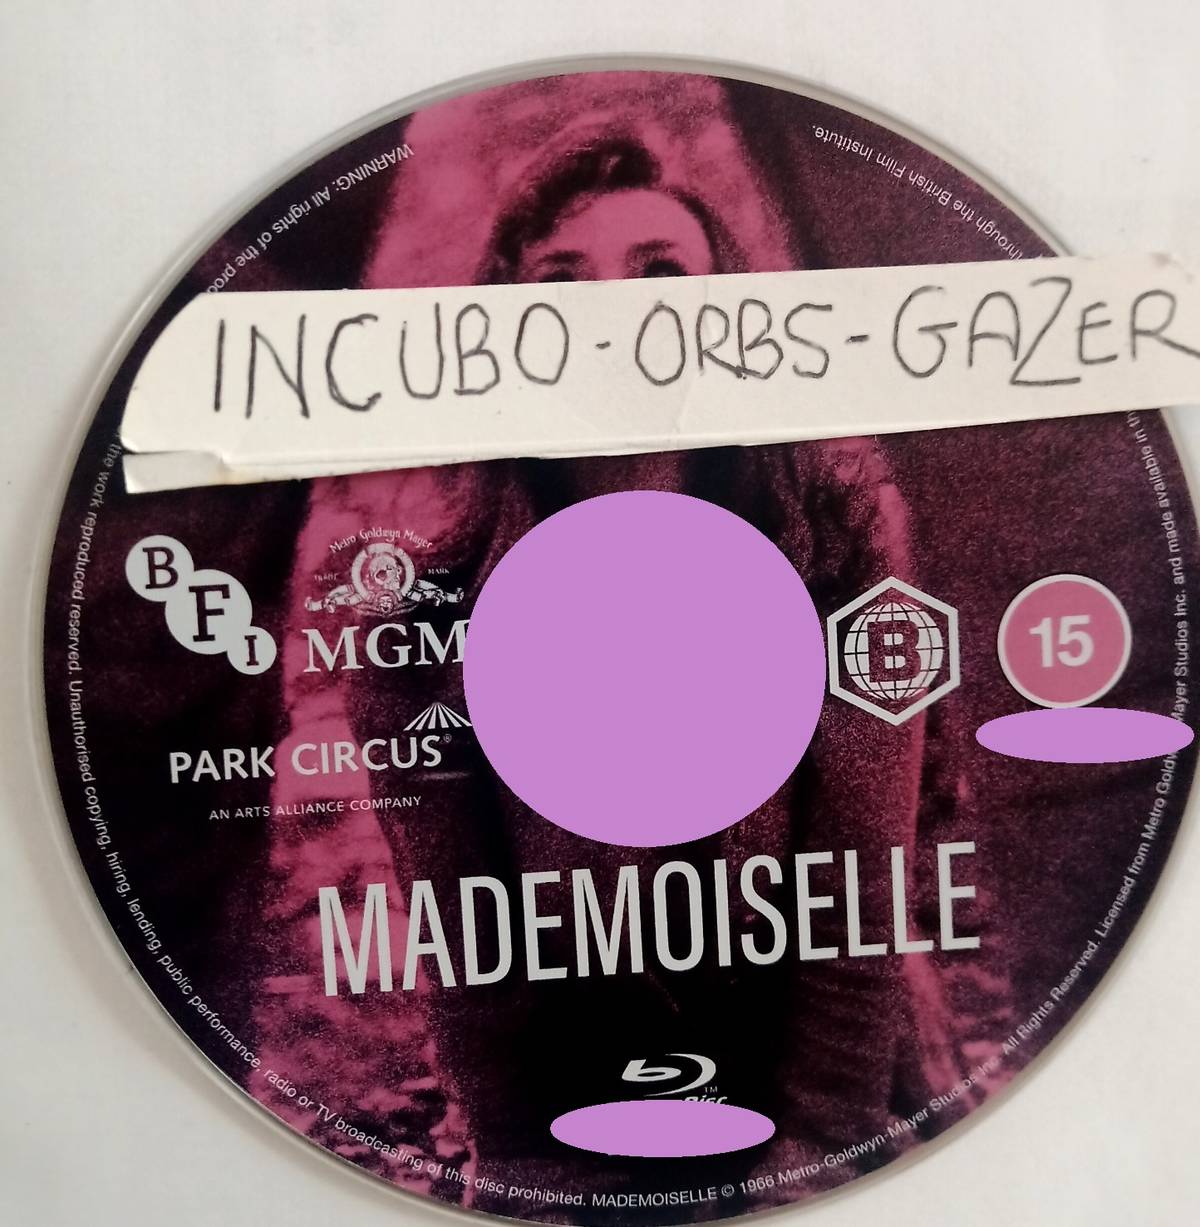 INCUBO-ORBS-GAZER
BFI
Metro Goldwyn Mayer
TRADE MARK
MGM
PARK CIRCUS®
AN ARTS ALLIANCE COMPANY
B
15
MADEMOISELLE
TM
Disc
WARNING: All rights of the
the work reproduced reserved. Unauthorised copying, hiring, lending, public performance, radio or TV broadcasting of this disc prohibited. MADEMOISELLE © 1966 Metro-Goldwyn-Mayer Studios Inc. All Rights Reserved. Licensed from Metro Goldwyn Mayer Studios Inc. and made available in
through the British Film Institute.